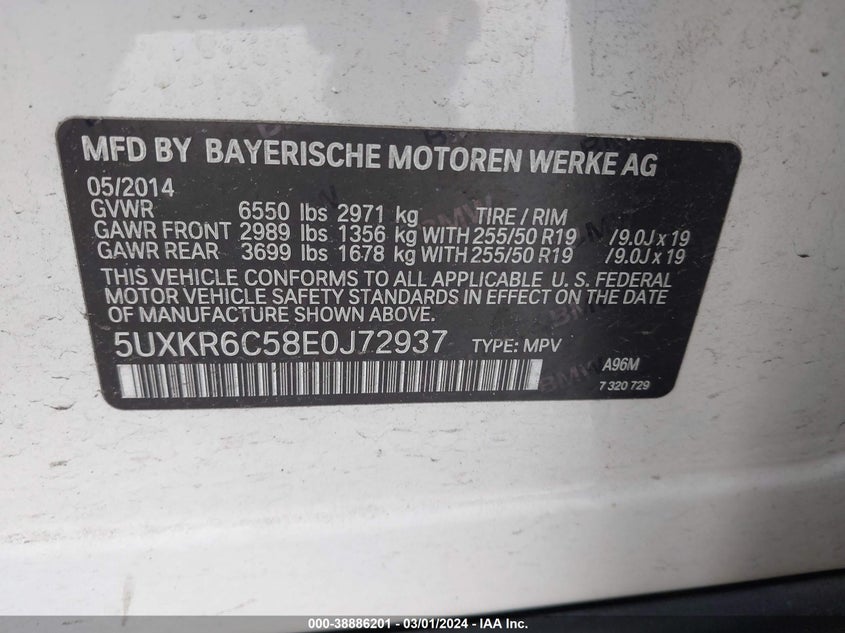 MFD BY BAYERISCHE MOTOREN WERKE AG
05/2014
GVWR 6550 lbs 2971 kg TIRE / RIM
GAWR FRONT 2989 lbs 1356 kg WITH 255/50 R19 /9.0J x 19
GAWR REAR 3699 lbs 1678 kg WITH 255/50 R19 /9.0J x 19
THIS VEHICLE CONFORMS TO ALL APPLICABLE U. S. FEDERAL
MOTOR VEHICLE SAFETY STANDARDS IN EFFECT ON THE DATE
OF MANUFACTURE SHOWN ABOVE.
5UXKR6C58E0J72937 TYPE: MPV
A96M
7 320 729
000-38886201 - 03/01/2024 - IAA Inc.